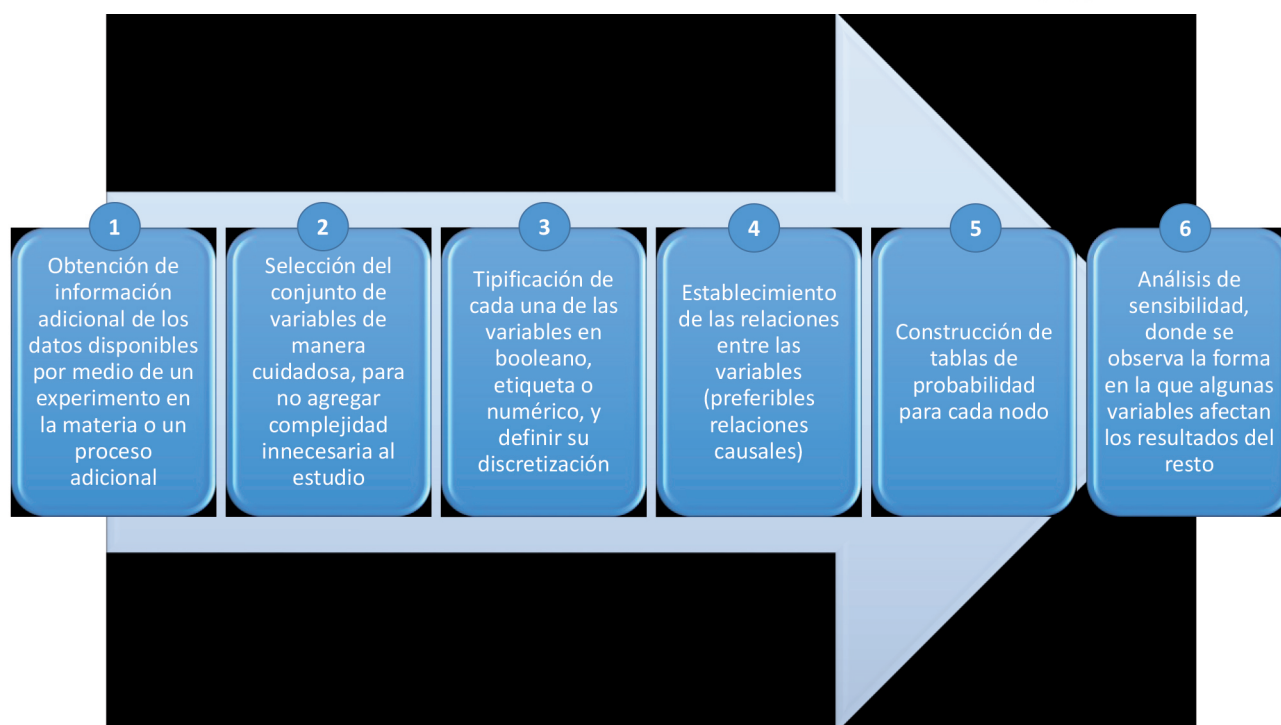 1
Obtención de
información
adicional de los
datos disponibles
por medio de un
experimento en
la materia o un
proceso
adicional
2
Selección del
conjunto de
variables de
manera
cuidadosa, para
no agregar
complejidad
innecesaria al
estudio
3
Tipificación de
cada una de las
variables en
booleano,
etiqueta o
numérico, y
definir su
discretización
4
Establecimiento
de las relaciones
entre las
variables
(preferibles
relaciones
causales)
5
Construcción de
tablas de
probabilidad
para cada nodo
6
Análisis de
sensibilidad,
donde se
observa la forma
en la que algunas
variables afectan
los resultados del
resto